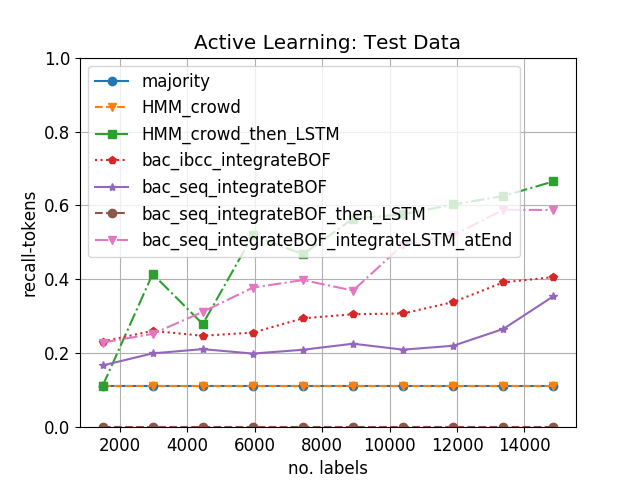 Active Learning: Test Data
1.0
0.8
0.6
0.4
0.2
0.0
recall-tokens
majority
HMM_crowd
HMM_crowd_then_LSTM
bac_ibcc_integrateBOF
bac_seq_integrateBOF
bac_seq_integrateBOF_then_LSTM
bac_seq_integrateBOF_integrateLSTM_atEnd
2000 4000 6000 8000 10000 12000 14000
no. labels